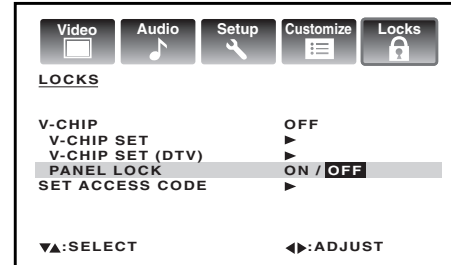 Video Audio Setup Customize Locks
LOCKS
V-CHIP OFF
V-CHIP SET ►
V-CHIP SET (DTV) ►
PANEL LOCK ON / OFF
SET ACCESS CODE ►
▼▲:SELECT ◄►:ADJUST